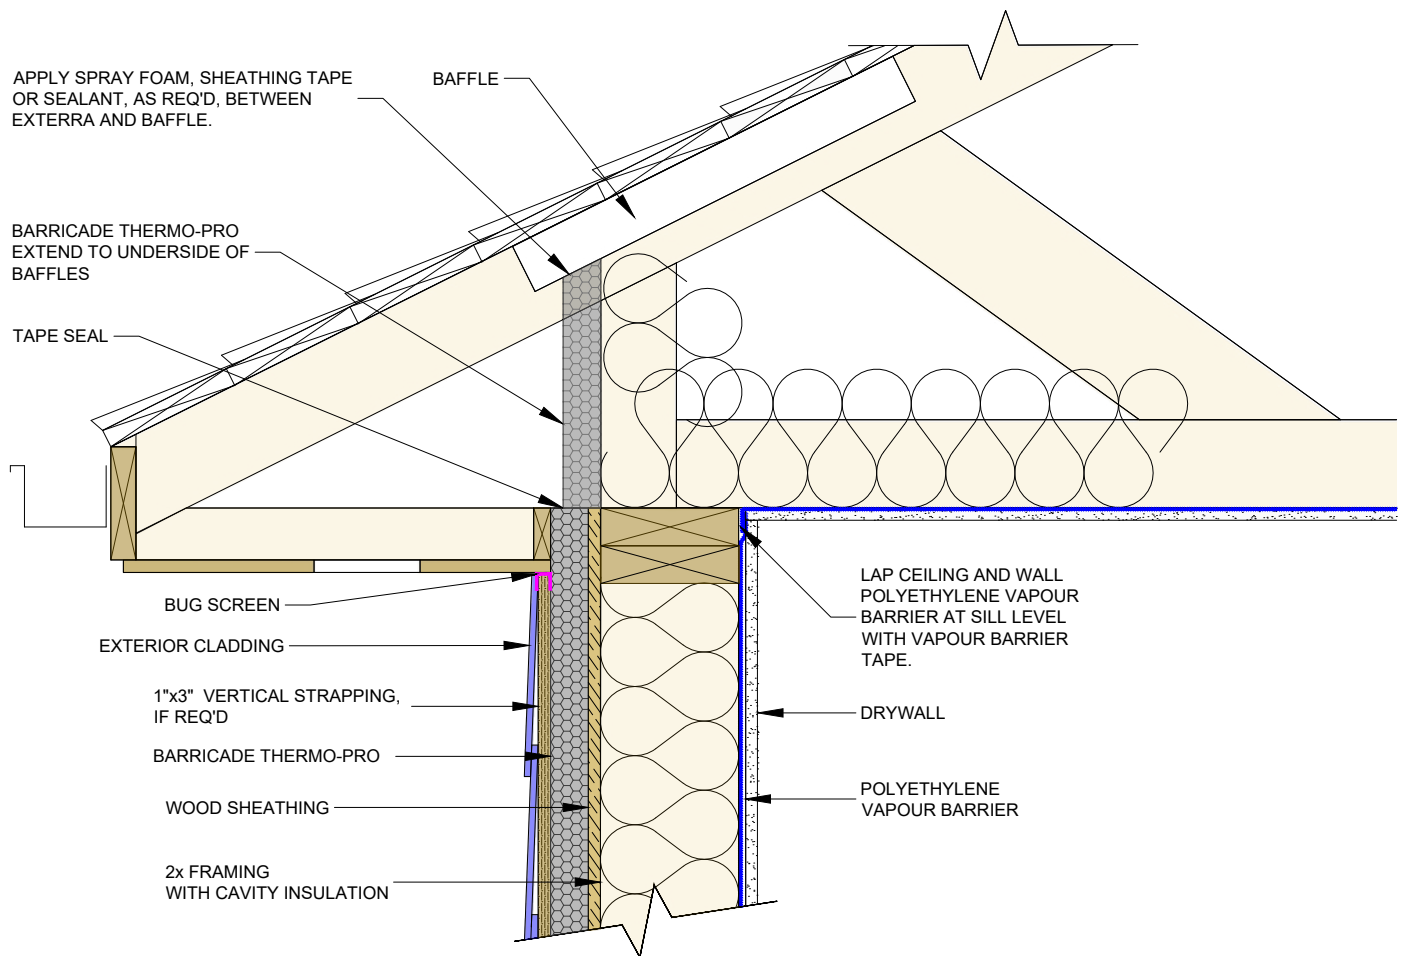 APPLY SPRAY FOAM, SHEATHING TAPE
OR SEALANT, AS REQ'D, BETWEEN
EXTERRA AND BAFFLE.
BAFFLE
BARRICADE THERMO-PRO
EXTEND TO UNDERSIDE OF
BAFFLES
TAPE SEAL
BUG SCREEN
EXTERIOR CLADDING
1"x3" VERTICAL STRAPPING,
IF REQ'D
BARRICADE THERMO-PRO
WOOD SHEATHING
2x FRAMING
WITH CAVITY INSULATION
LAP CEILING AND WALL
POLYETHYLENE VAPOUR
BARRIER AT SILL LEVEL
WITH VAPOUR BARRIER
TAPE.
DRYWALL
POLYETHYLENE
VAPOUR BARRIER